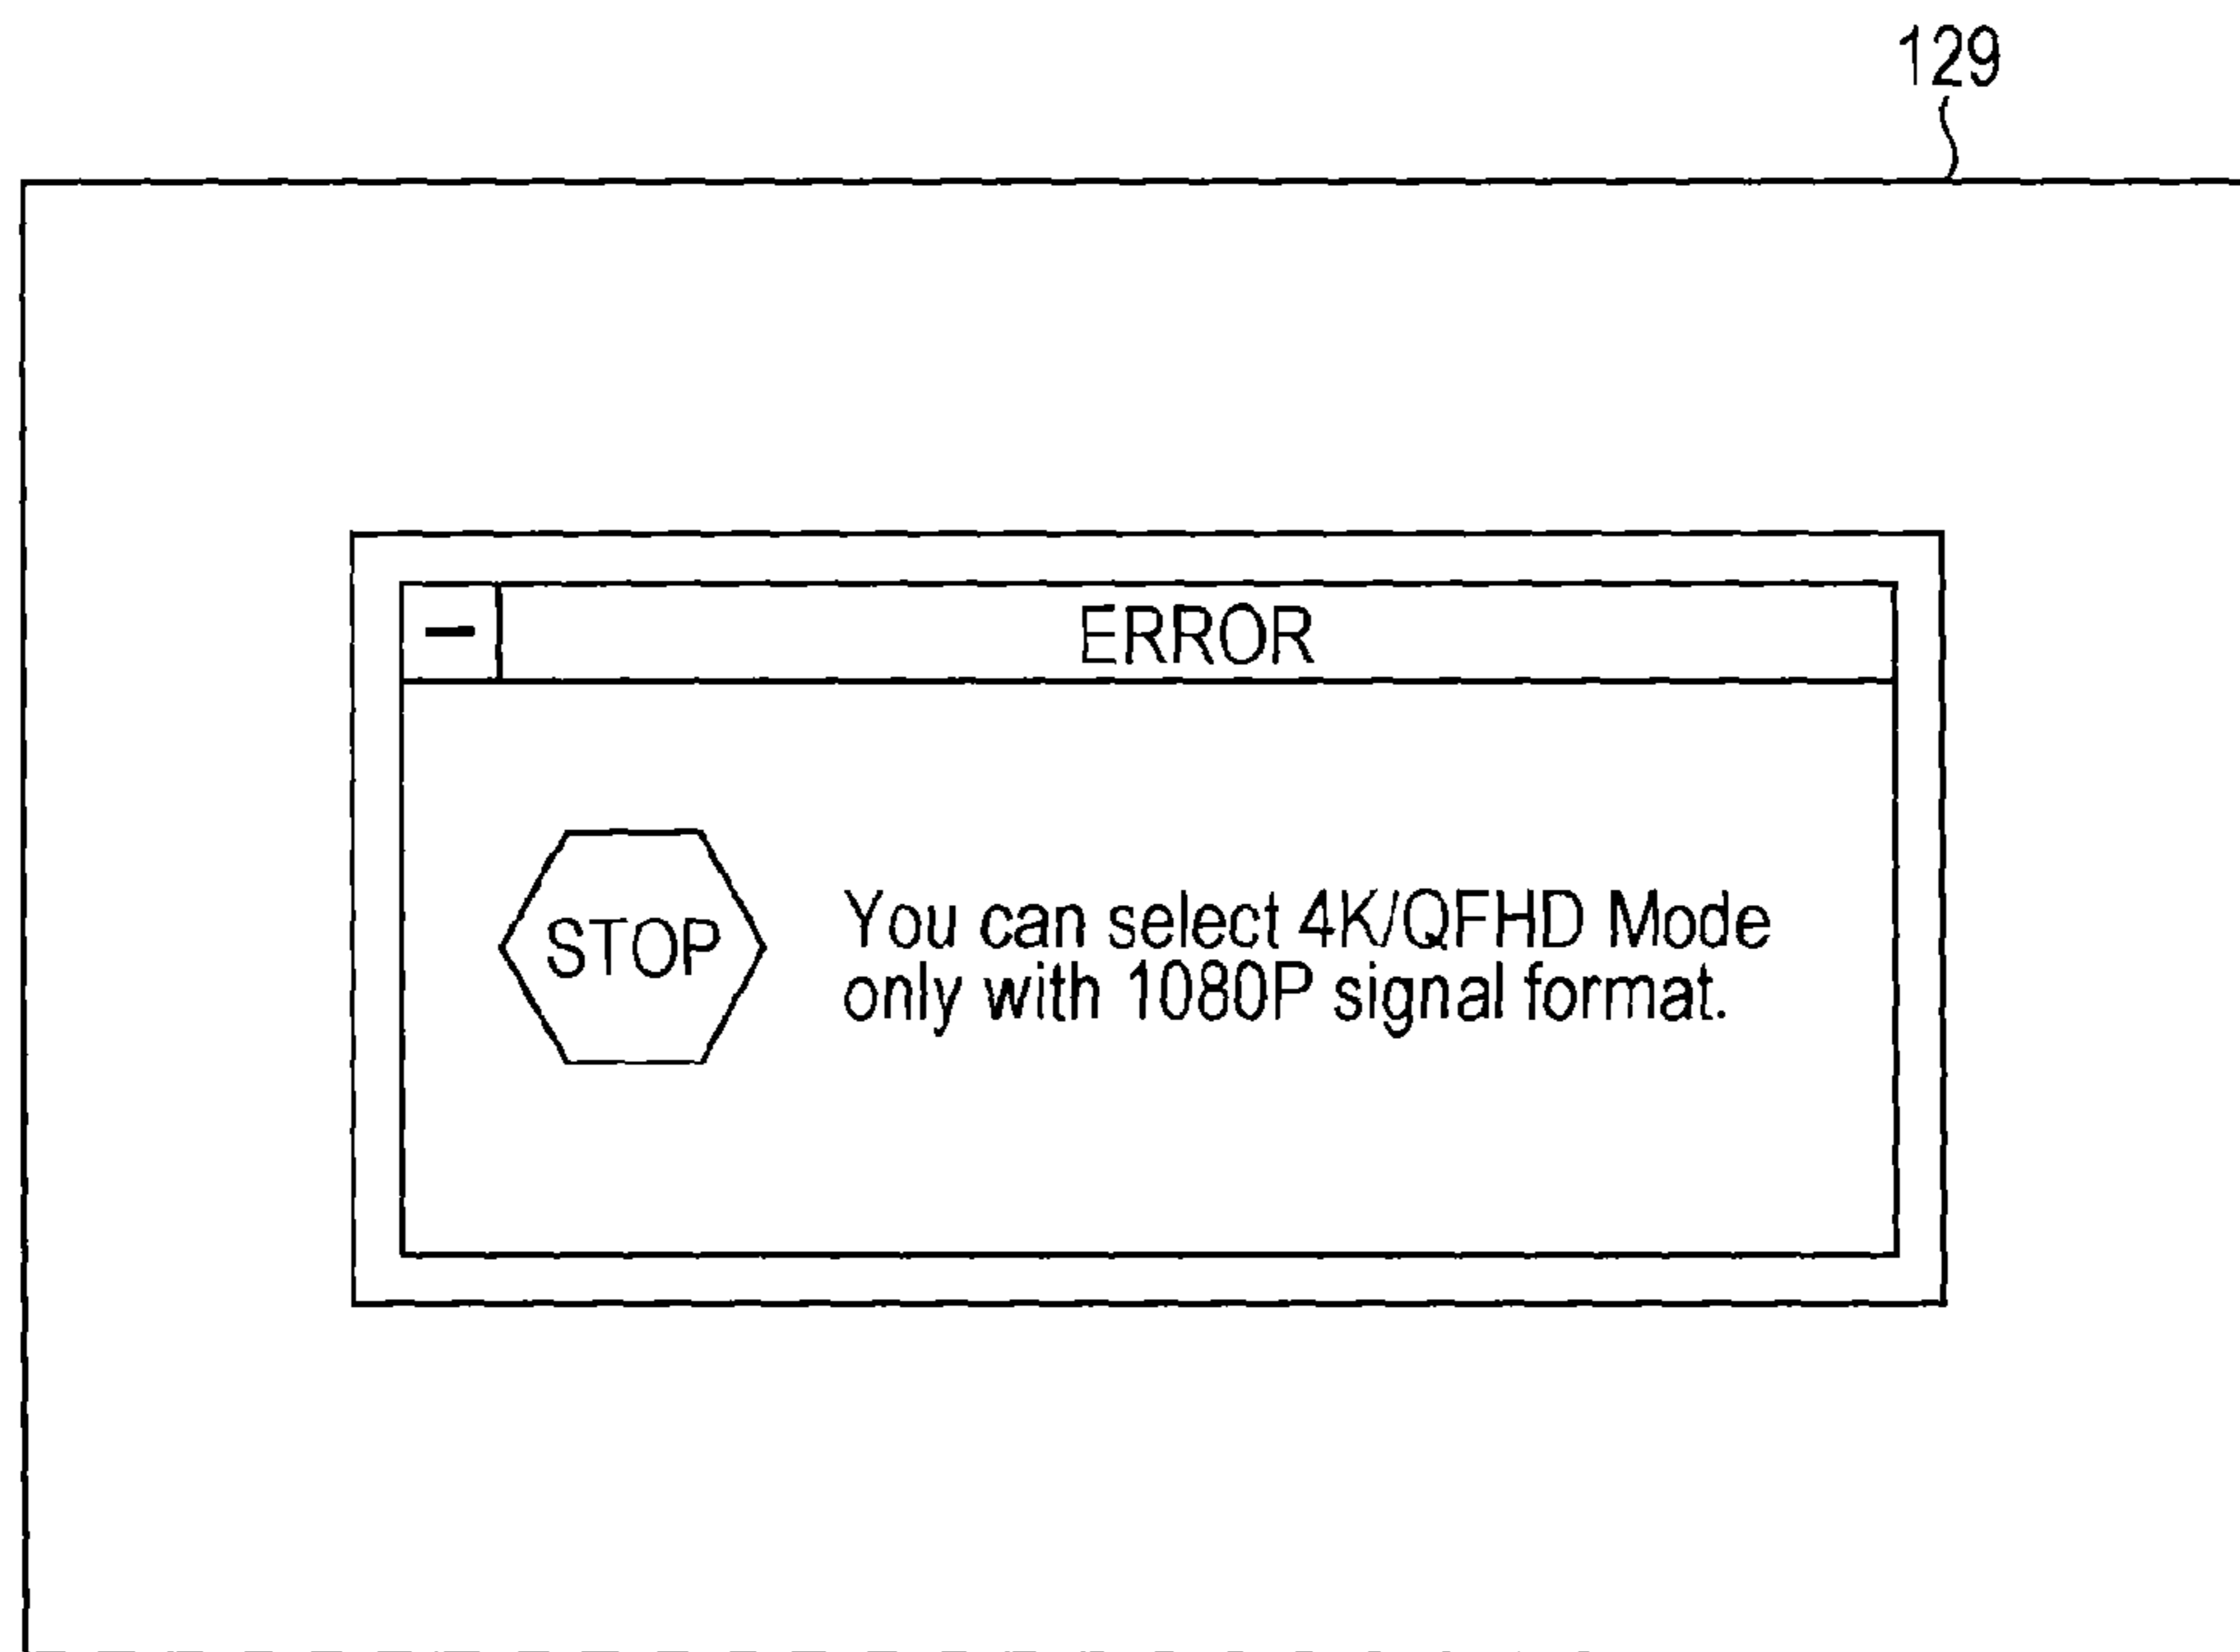 129
ERROR
STOP
You can select 4K/QFHD Mode
only with 1080P signal format.